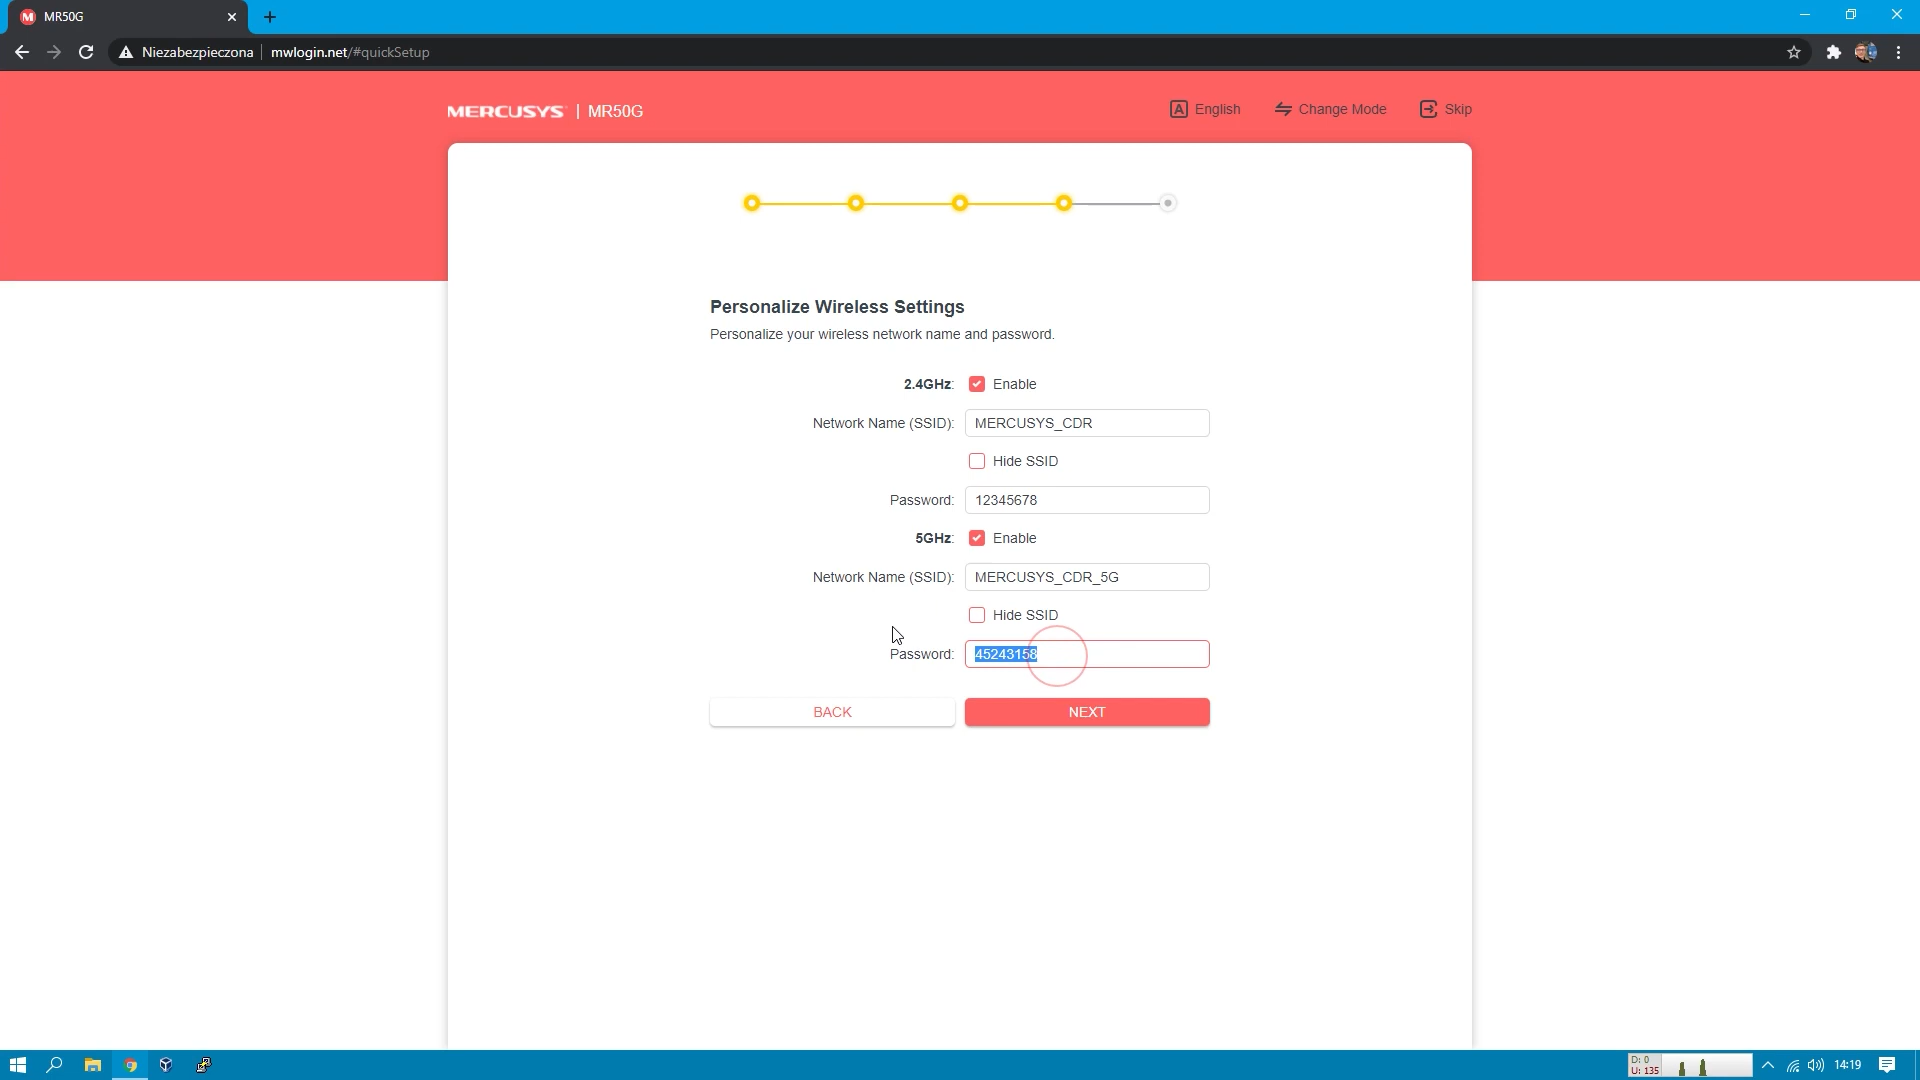 MR50G
Niezabezpieczona | mwlogin.net/#quickSetup
MERCUSYS | MR50G
English
Change Mode
Skip
Personalize Wireless Settings
Personalize your wireless network name and password.
2.4GHz: Enable
Network Name (SSID): MERCUSYS_CDR
Hide SSID
Password: 12345678
5GHz: Enable
Network Name (SSID): MERCUSYS_CDR_5G
Hide SSID
Password: 45243158
BACK
NEXT
D: 0
U: 135
14:19